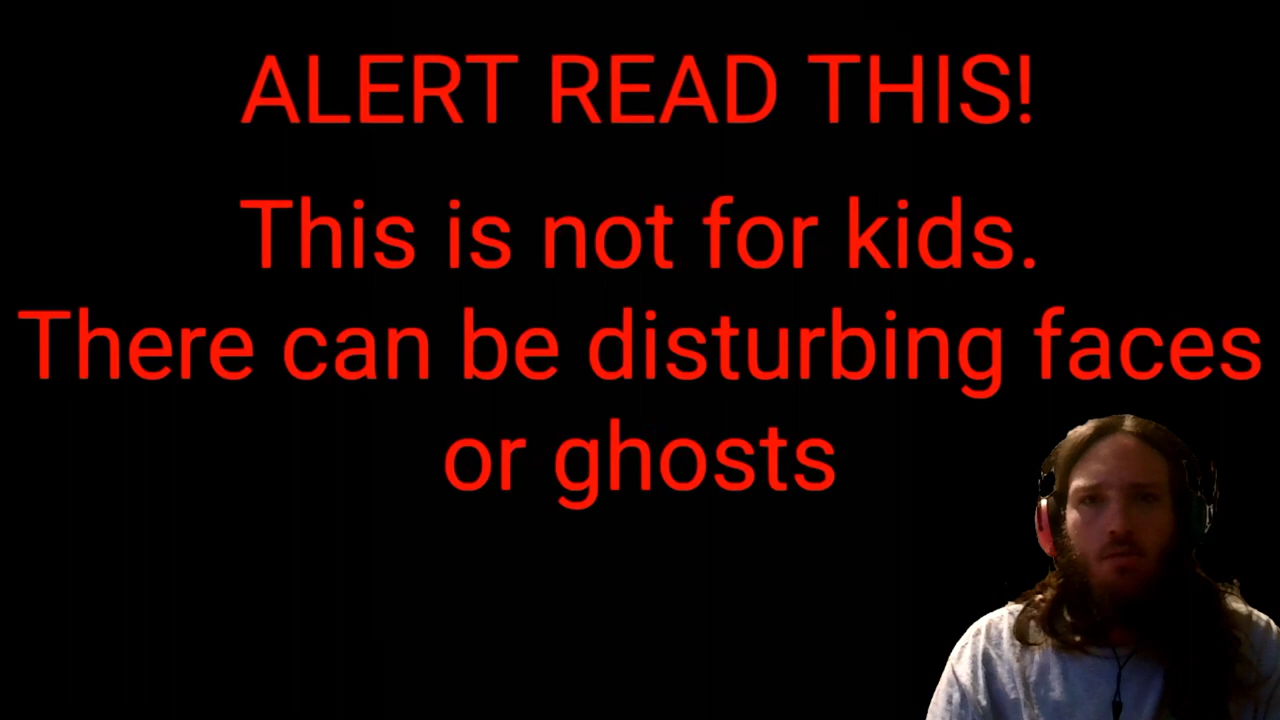 ALERT READ THIS!
This is not for kids.
There can be disturbing faces
or ghosts